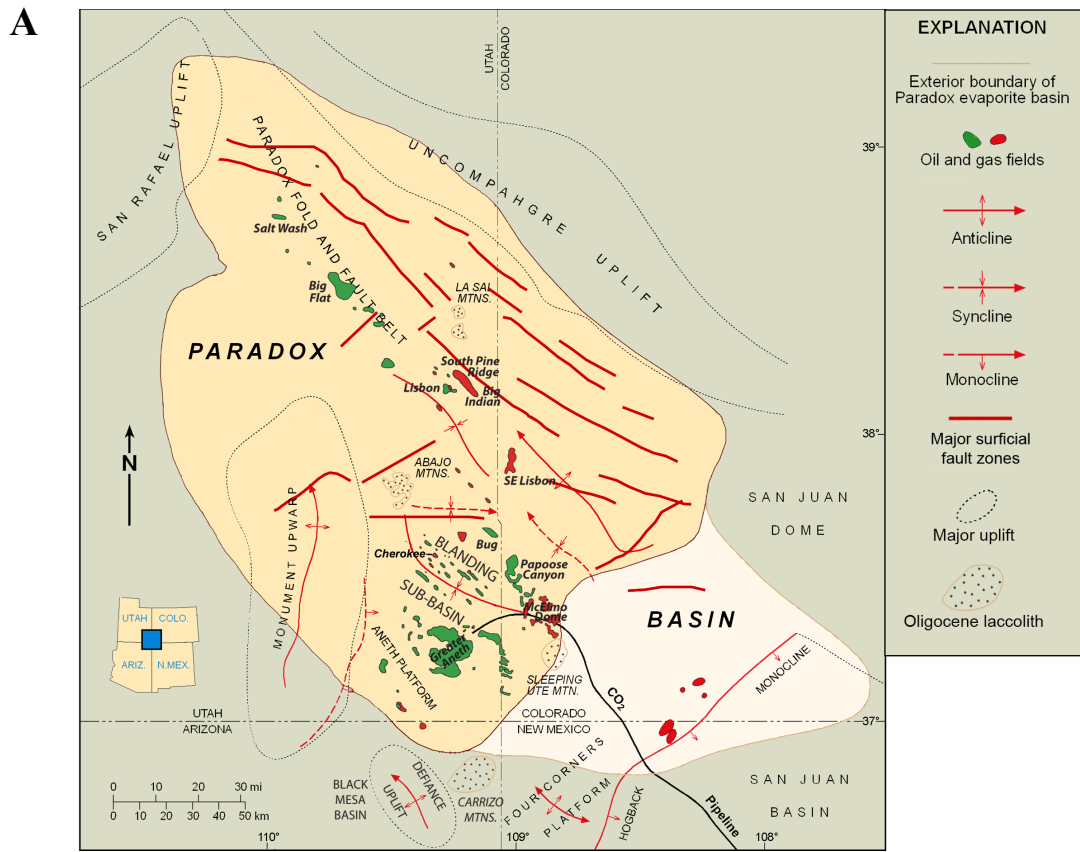 A
UTAH
COLORADO
EXPLANATION
Exterior boundary of
Paradox evaporite basin
Oil and gas fields
Anticline
Syncline
Monocline
Major surficial
fault zones
Major uplift
Oligocene laccolith
SAN RAFAEL UPLIFT
PARADOX FOLD AND FAULT BELT
UNCOMPAHGRE UPLIFT
39°
Salt Wash
Big
Flat
LA SAL
MTNS.
PARADOX
South Pine
Ridge
Lisbon
Big
Indian
38°
N
ABAJO
MTNS.
SE Lisbon
SAN JUAN
DOME
MONUMENT UPWARP
Bug
Cherokee
BLANDING
SUB-BASIN
Papoose
Canyon
McElmo
Dome
BASIN
UTAH
COLO.
ARIZ.
N.MEX.
Greater
Aneth
ANETH PLATFORM
SLEEPING
UTE MTN.
CO2
MONOCLINE
UTAH
ARIZONA
COLORADO
NEW MEXICO
37°
0 10 20 30 mi
0 10 20 30 40 50 km
BLACK
MESA
BASIN
DEFIANCE
UPLIFT
CARRIZO
MTNS.
FOUR CORNERS
PLATFORM
HOGBACK
Pipeline
SAN JUAN
BASIN
110°
109°
108°